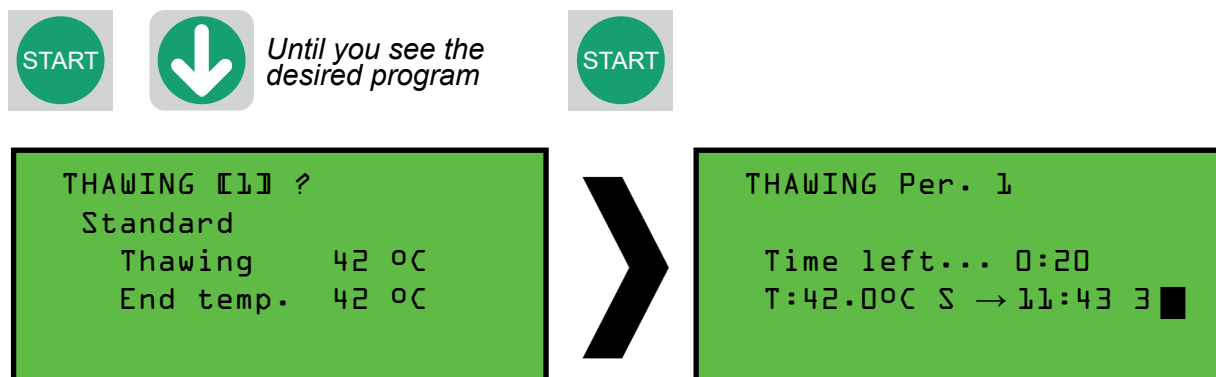 START
Until you see the
desired program
START
THAWING [1] ?
Standard
Thawing 42 ºC
End temp. 42 ºC
THAWING Per. 1
Time left... 0:20
T:42.0ºC S →11:43 3